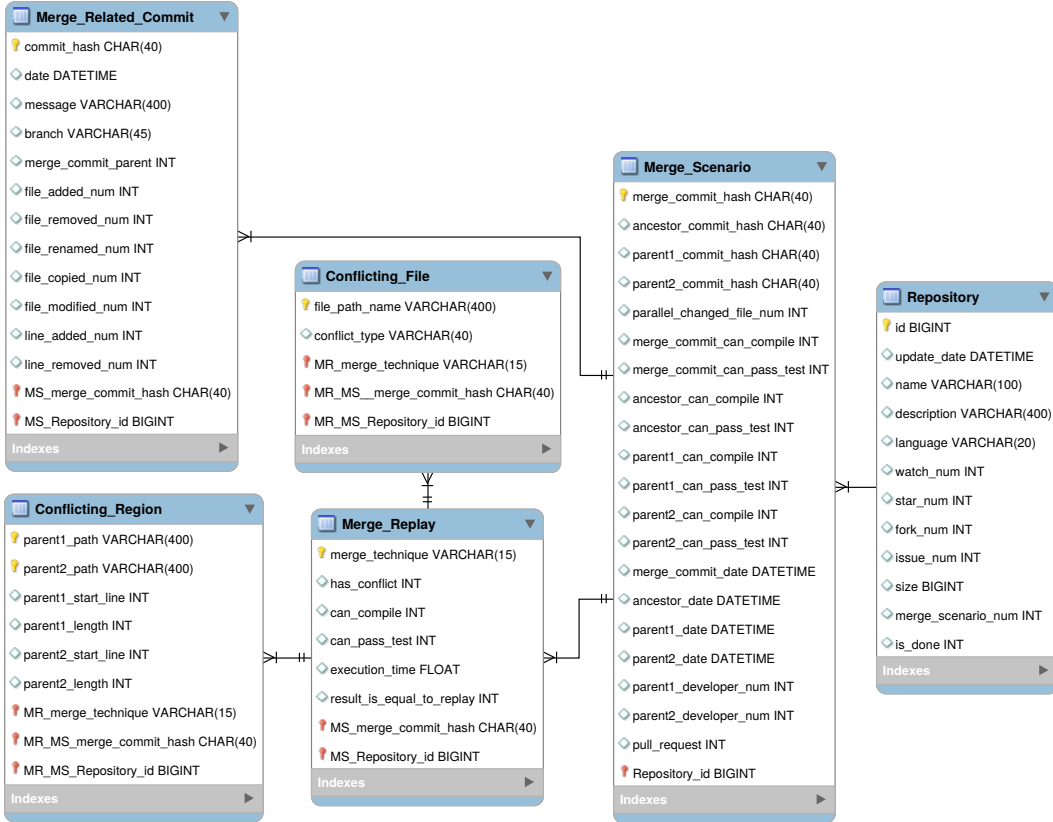 Merge_Related_Commit
commit_hash CHAR(40)
date DATETIME
message VARCHAR(400)
branch VARCHAR(45)
merge_commit_parent INT
file_added_num INT
file_removed_num INT
file_renamed_num INT
file_copied_num INT
file_modified_num INT
line_added_num INT
line_removed_num INT
MS_merge_commit_hash CHAR(40)
MS_Repository_id BIGINT
Indexes
Conflicting_File
file_path_name VARCHAR(400)
conflict_type VARCHAR(40)
MR_merge_technique VARCHAR(15)
MR_MS__merge_commit_hash CHAR(40)
MR_MS_Repository_id BIGINT
Indexes
Conflicting_Region
parent1_path VARCHAR(400)
parent2_path VARCHAR(400)
parent1_start_line INT
parent1_length INT
parent2_start_line INT
parent2_length INT
MR_merge_technique VARCHAR(15)
MR_MS_merge_commit_hash CHAR(40)
MR_MS_Repository_id BIGINT
Indexes
Merge_Replay
merge_technique VARCHAR(15)
has_conflict INT
can_compile INT
can_pass_test INT
execution_time FLOAT
result_is_equal_to_replay INT
MS_merge_commit_hash CHAR(40)
MS_Repository_id BIGINT
Indexes
Merge_Scenario
merge_commit_hash CHAR(40)
ancestor_commit_hash CHAR(40)
parent1_commit_hash CHAR(40)
parent2_commit_hash CHAR(40)
parallel_changed_file_num INT
merge_commit_can_compile INT
merge_commit_can_pass_test INT
ancestor_can_compile INT
ancestor_can_pass_test INT
parent1_can_compile INT
parent1_can_pass_test INT
parent2_can_compile INT
parent2_can_pass_test INT
merge_commit_date DATETIME
ancestor_date DATETIME
parent1_date DATETIME
parent2_date DATETIME
parent1_developer_num INT
parent2_developer_num INT
pull_request INT
Repository_id BIGINT
Indexes
Repository
id BIGINT
update_date DATETIME
name VARCHAR(100)
description VARCHAR(400)
language VARCHAR(20)
watch_num INT
star_num INT
fork_num INT
issue_num INT
size BIGINT
merge_scenario_num INT
is_done INT
Indexes